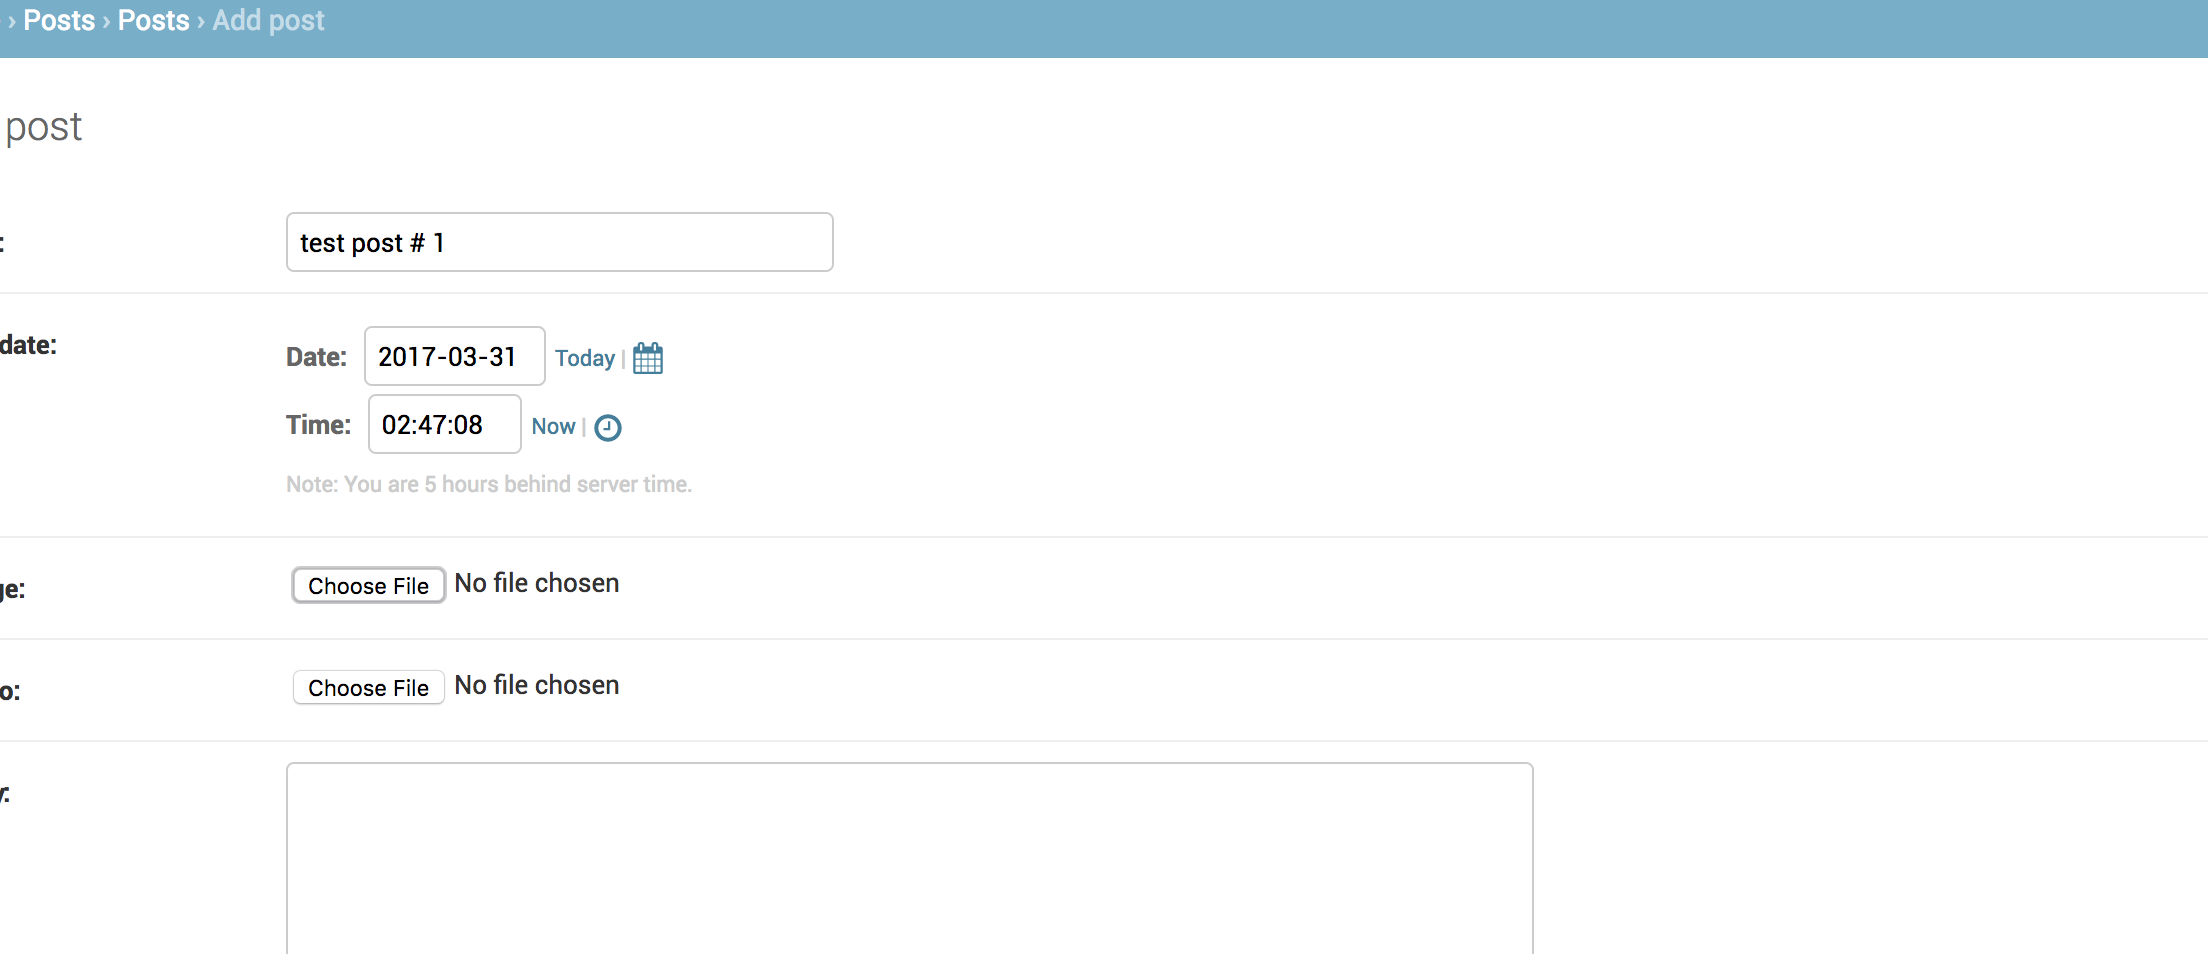 › Posts › Posts › Add post
post
:
test post # 1
date:
Date: 2017-03-31 Today |
Time: 02:47:08 Now |
Note: You are 5 hours behind server time.
ge:
Choose File No file chosen
o:
Choose File No file chosen
y: